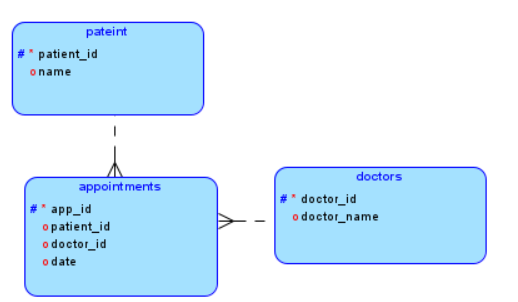 pateint
# * patient_id
o name
appointments
# * app_id
o patient_id
o doctor_id
o date
doctors
# * doctor_id
o doctor_name